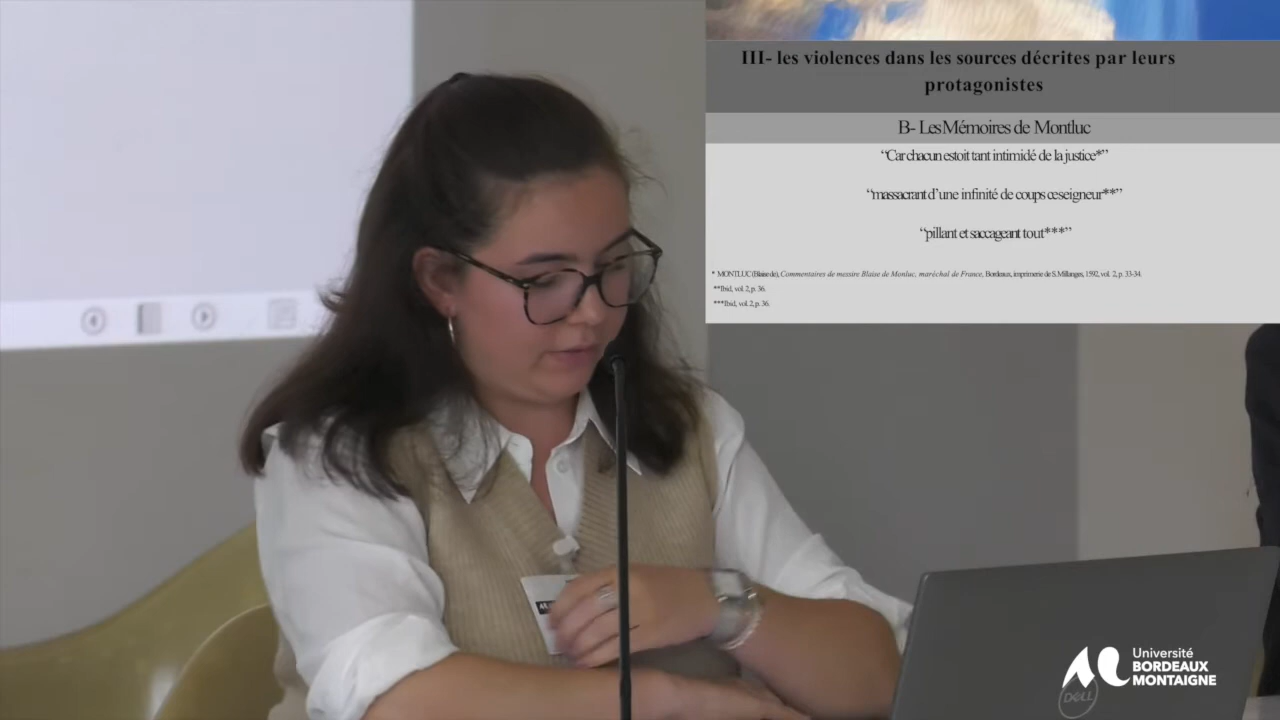 III- les violences dans les sources décrites par leurs
protagonistes
B- Les Mémoires de Montluc
“Car chacun estoit tant intimidé de la justice*”
“massacrant d’une infinité de coups ce seigneur**”
“pillant et saccageant tout***”
* MONTLUC (Blaise de), Commentaires de messire Blaise de Monluc, maréchal de France, Bordeaux, imprimerie de S. Millanges, 1592, vol. 2, p. 33-34.
**Ibid, vol. 2, p. 36.
***Ibid, vol. 2, p. 36.
Université
BORDEAUX
MONTAIGNE
DELL